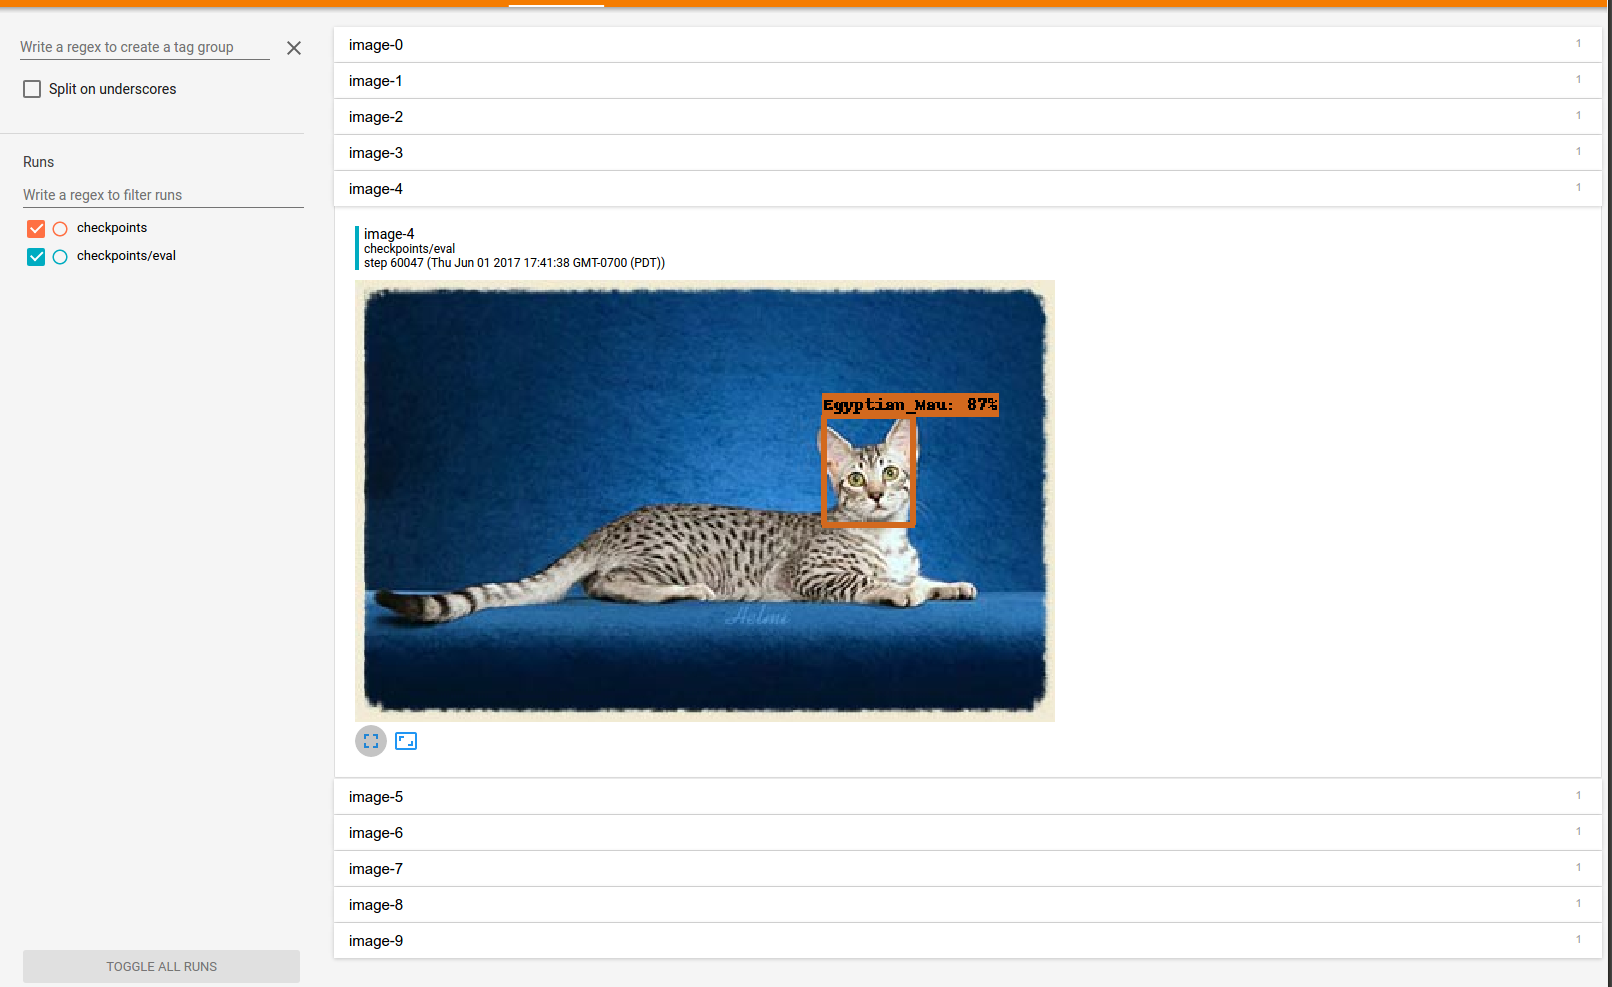 Write a regex to create a tag group
Split on underscores
Runs
Write a regex to filter runs
checkpoints
checkpoints/eval
TOGGLE ALL RUNS
image-0 1
image-1 1
image-2 1
image-3 1
image-4 1
image-4
checkpoints/eval
step 60047 (Thu Jun 01 2017 17:41:38 GMT-0700 (PDT))
Egyptian_Mau: 87%
Helmi
image-5 1
image-6 1
image-7 1
image-8 1
image-9 1